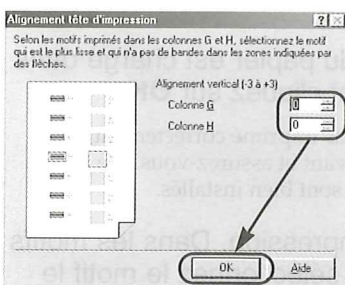 Alignement tête d'impression
Selon les motifs imprimés dans les colonnes G et H, sélectionnez le motif
qui est le plus lisse et qui n'a pas de bandes dans les zones indiquées par
des flèches.
Alignement vertical (-3 à +3)
Colonne G
0
Colonne H
0
OK
Aide